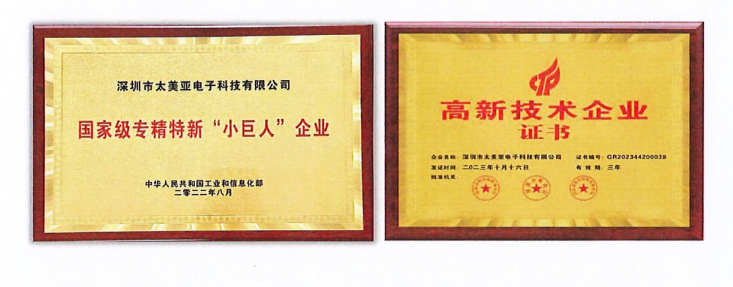 深圳市太美亚电子科技有限公司
国家级专精特新“小巨人”企业
中华人民共和国工业和信息化部
二零二二年八月
高新技术企业
证书
企业名称：深圳市太美亚电子科技有限公司 证书编号：GR202344200039
发证时间：二0二三年十月十六日 有效期：三年
批准机关：